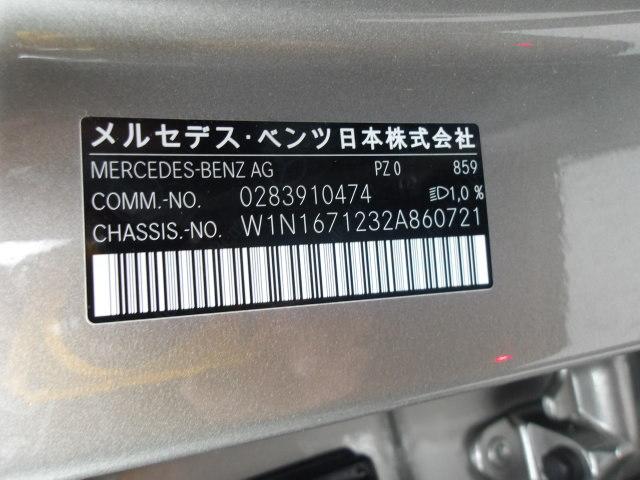 メルセデス・ベンツ日本株式会社
MERCEDES-BENZ AG PZ 0 859
COMM.-NO. 0283910474 1,0 %
CHASSIS.-NO. W1N1671232A860721